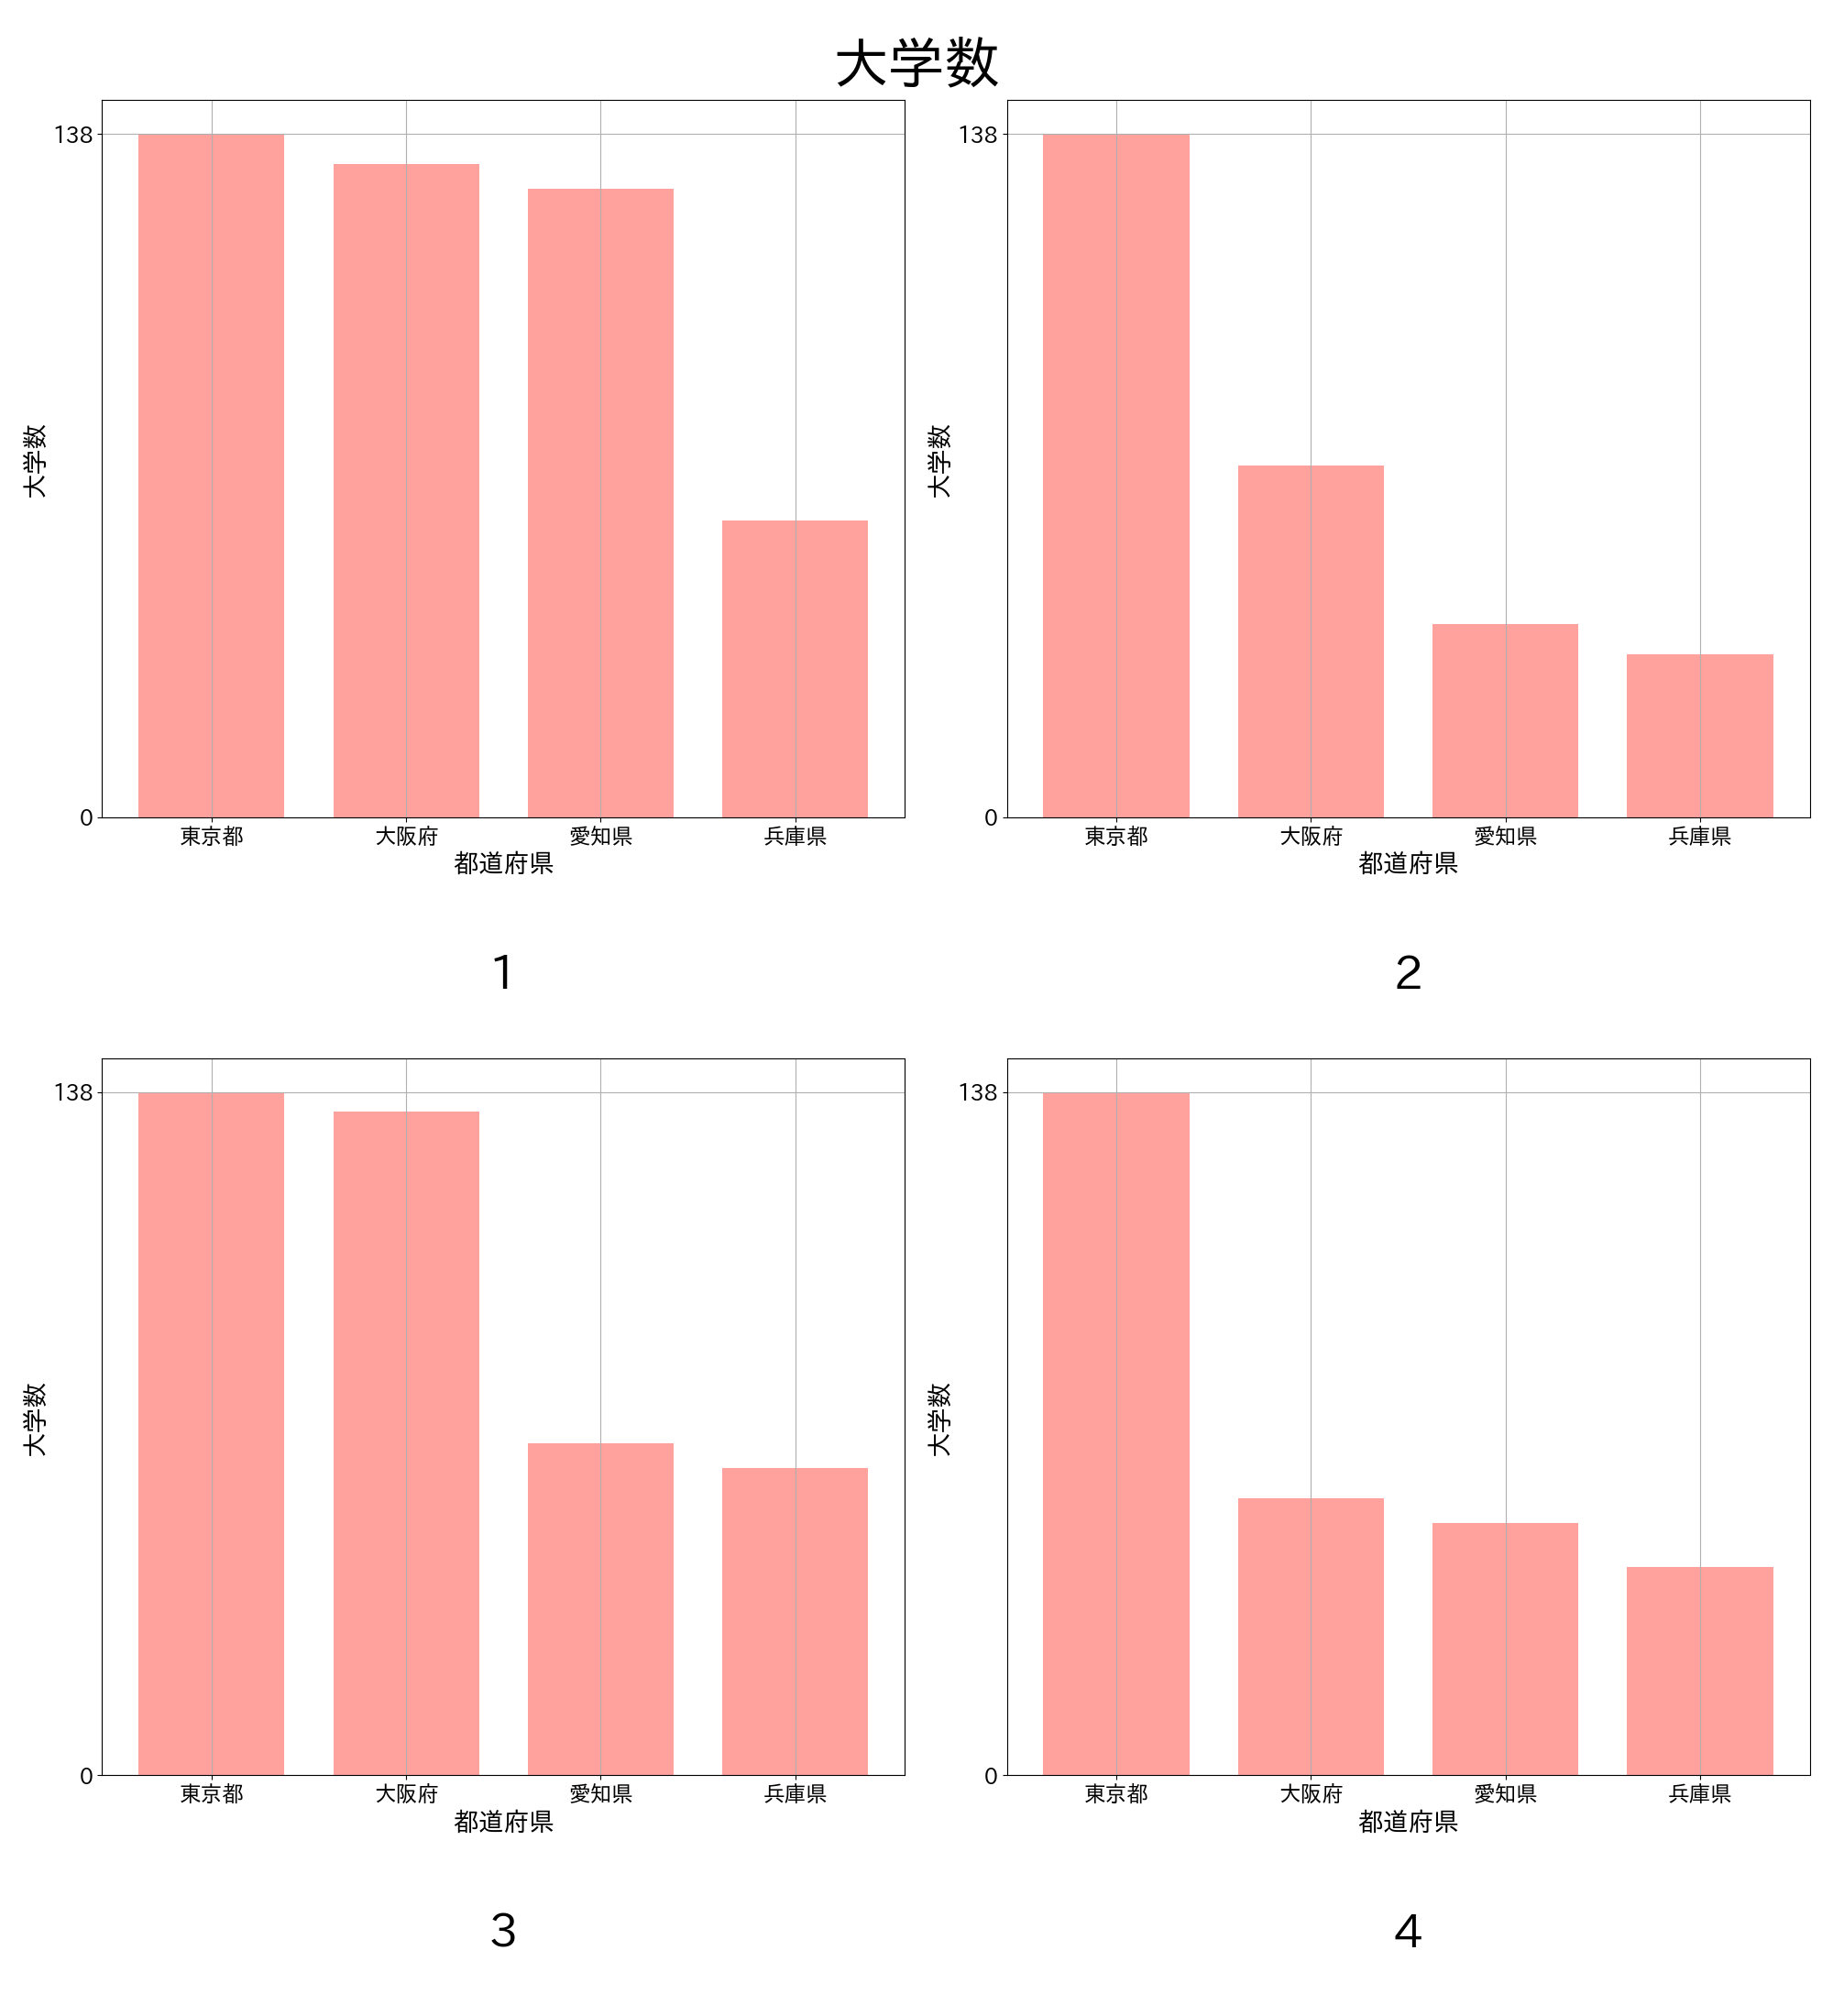 大学数
138
0
大学数
東京都 大阪府 愛知県 兵庫県
都道府県
1
138
0
大学数
東京都 大阪府 愛知県 兵庫県
都道府県
2
138
0
大学数
東京都 大阪府 愛知県 兵庫県
都道府県
3
138
0
大学数
東京都 大阪府 愛知県 兵庫県
都道府県
4